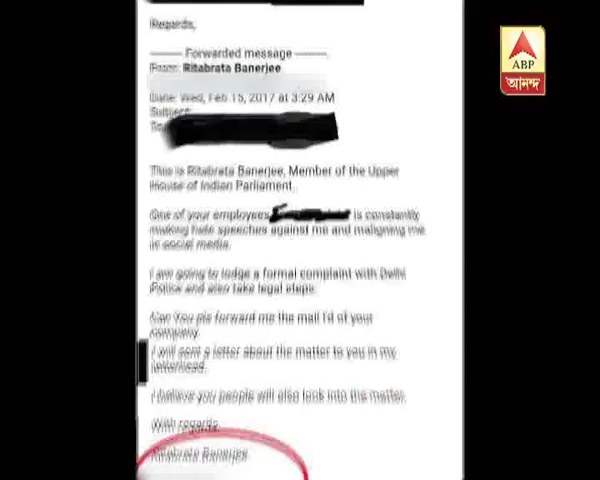 Regards,
ABP
আনন্দ
Forwarded message
From: Ritabrata Banerjee
Date: Wed, Feb 15, 2017 at 3:29 AM
Subject:
To:
This is Ritabrata Banerjee, Member of the Upper
House of Indian Parliament.
One of your employees is constantly
making hate speeches against me and maligning me
in social media.
I am going to lodge a formal complaint with Delhi
Police and also take legal steps.
Can You pls forward me the mail I'd of your
company.
I will sent a letter about the matter to you in my
letterhead.
I believe you people will also look into the matter.
With regards,
Ritabrata Banerjee